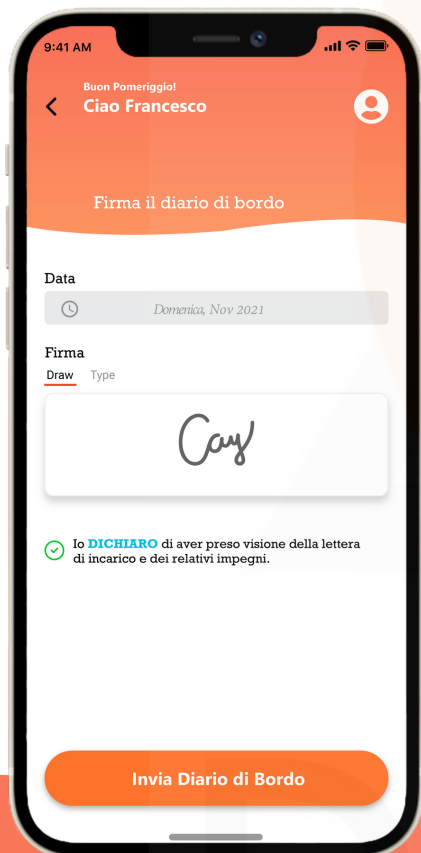 9:41 AM
Buon Pomeriggio!
Ciao Francesco
Firma il diario di bordo
Data
Domenica, Nov 2021
Firma
Draw Type
Cay
Io DICHIARO di aver preso visione della lettera
di incarico e dei relativi impegni.
Invia Diario di Bordo